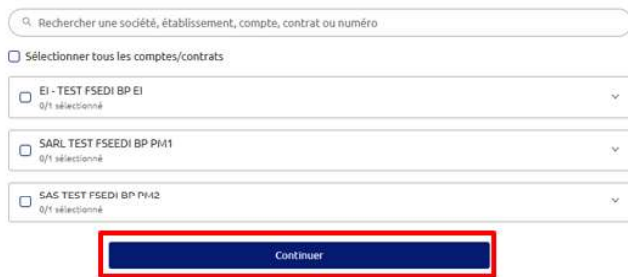 Rechercher une société, établissement, compte, contrat ou numéro
Sélectionner tous les comptes/contrats
EI - TEST FSEDI BP EI
0/1 sélectionné
SARL TEST FSEEDI BP PM1
0/1 sélectionné
SAS TEST FSEDI BP PM2
0/1 sélectionné
Continuer